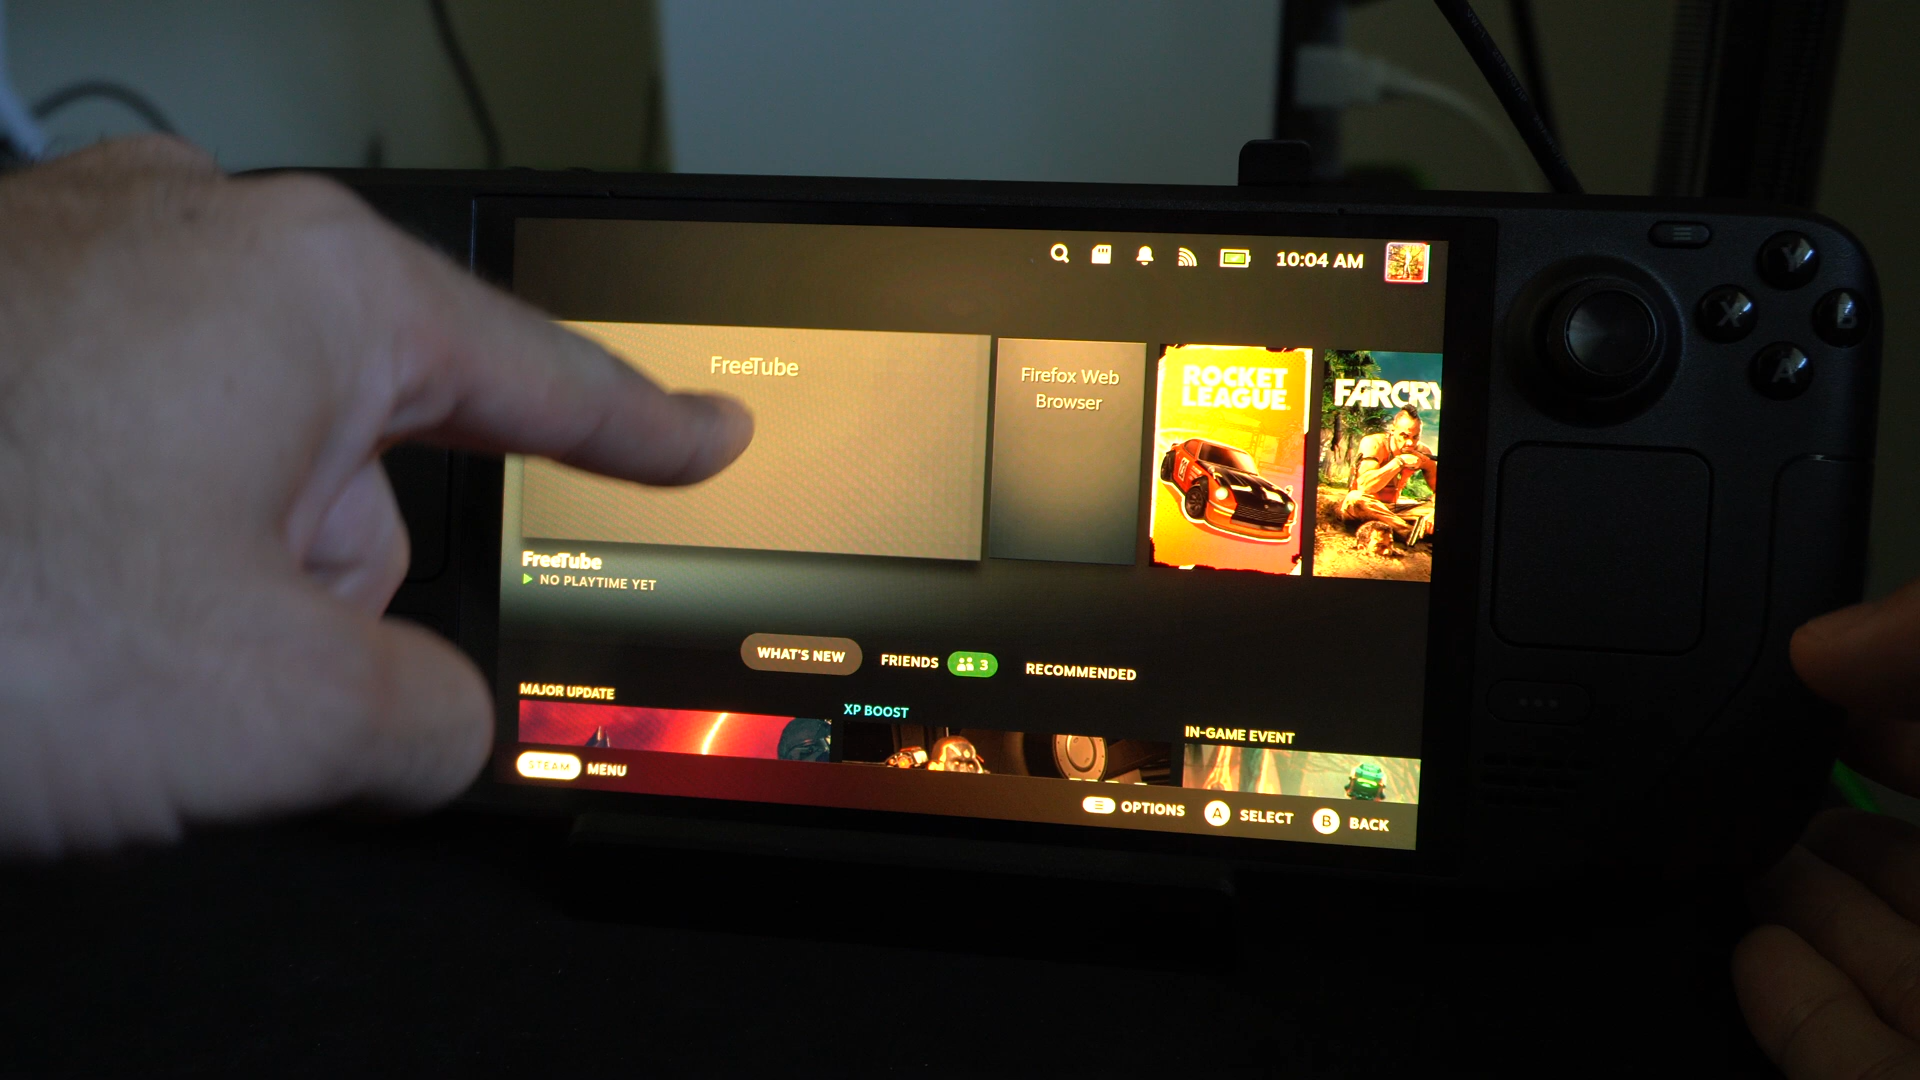 10:04 AM
FreeTube
Firefox Web
Browser
ROCKET
LEAGUE
FARCRY
FreeTube
NO PLAYTIME YET
WHAT'S NEW
FRIENDS
3
RECOMMENDED
MAJOR UPDATE
XP BOOST
IN-GAME EVENT
STEAM
MENU
OPTIONS
A
SELECT
B
BACK
Y
X
B
A